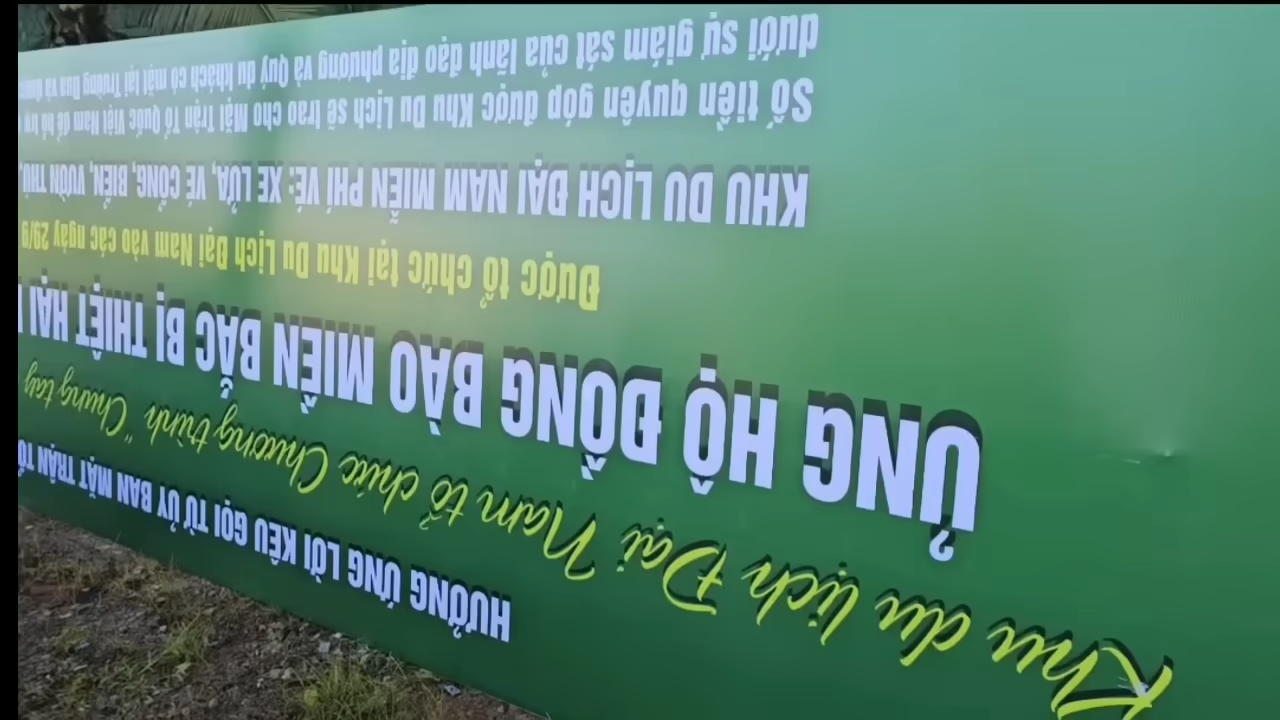 HƯỞNG ỨNG LỜI KÊU GỌI TỪ ỦY BAN MẶT TRẬN TỔ
Khu du lịch Đại Nam tổ chức Chương trình "Chung tay
ỦNG HỘ ĐỒNG BÀO MIỀN BẮC BỊ THIỆT HẠI
Được tổ chức tại Khu Du Lịch Đại Nam vào các ngày 29/9
KHU DU LỊCH ĐẠI NAM MIỄN PHÍ VÉ: XE LỬA, VÉ CỔNG, BIỂN, VƯỜN THÚ,
Số tiền quyên góp được Khu Du Lịch sẽ trao cho Mặt Trận Tổ Quốc Việt Nam để hỗ trợ
dưới sự giám sát của lãnh đạo địa phương và Quý du khách có mặt tại Trường Đua và